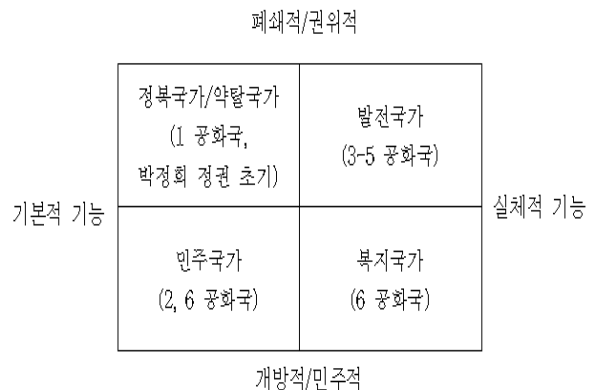 폐쇄적/권위적
정복국가/약탈국가
(1 공화국,
박정희 정권 초기)
발전국가
(3-5 공화국)
기본적 기능
실체적 기능
민주국가
(2, 6 공화국)
복지국가
(6 공화국)
개방적/민주적